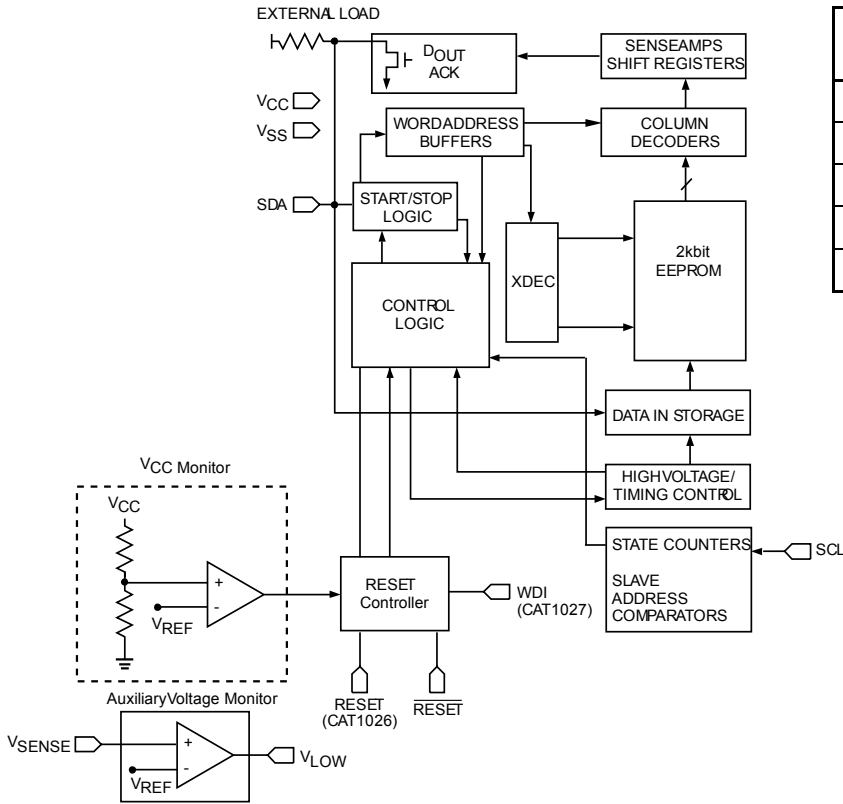 EXTERNAL LOAD
DOUT
ACK
SENSEAMPS
SHIFT REGISTERS
VCC
VSS
WORDADDRESS
BUFFERS
COLUMN
DECODERS
SDA
START/STOP
LOGIC
XDEC
2kbit
EEPROM
CONTROL
LOGIC
DATA IN STORAGE
HIGHVOLTAGE/
TIMING CONTROL
VCC Monitor
VCC
+
-
VREF
RESET
Controller
WDI
(CAT1027)
STATE COUNTERS
SLAVE
ADDRESS
COMPARATORS
SCL
RESET
(CAT1026)
RESET
AuxiliaryVoltage Monitor
VSENSE
+
-
VREF
VLOW